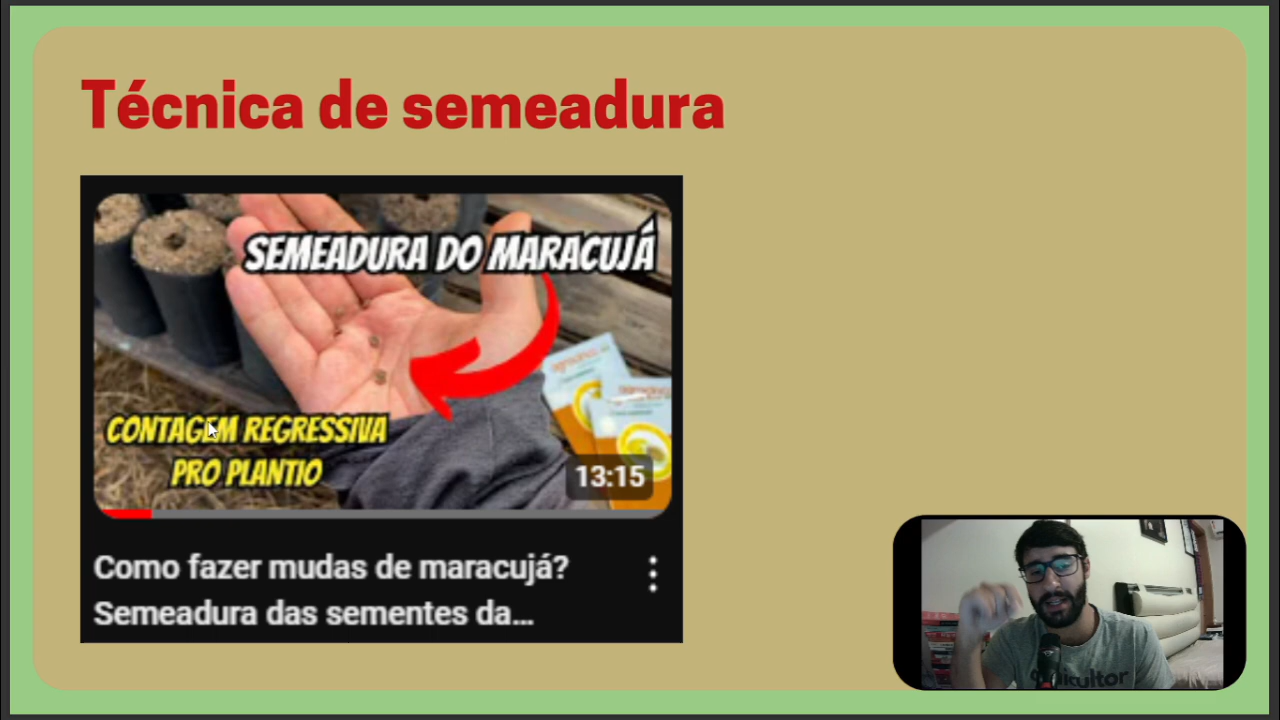 Técnica de semeadura
SEMEADURA DO MARACUJÁ
CONTAGEM REGRESSIVA
PRO PLANTIO
13:15
Como fazer mudas de maracujá?
Semeadura das sementes da...